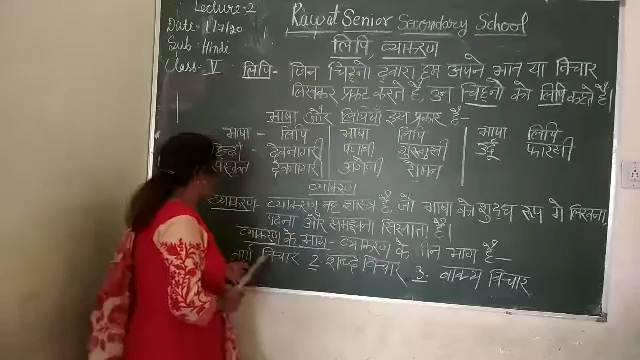 Lecture-2
Rawat Senior Secondary School
Date - 1/7/20
Sub- Hindi
Class- V
लिपि, व्याकरण
लिपि- जिन चिह्नो द्वारा हम अपने भाव या विचार
लिखकर प्रकट करते हैं, उन चिह्नों को लिपि कहते हैं।
भाषा और लिपियाँ इस प्रकार है-
भाषा - लिपि भाषा लिपि भाषा लिपि
हिन्दी - देवनागरी पंजाबी गुरुमुखी उर्दू फारसी
संस्कृत देवनागरी अंग्रेजी रोमन
व्याकरण
व्याकरण- व्याकरण वह शास्त्र है, जो भाषा को शुद्ध रूप मे लिखना,
पढना और समझना सिखाता है।
व्याकरण के भाग- व्याकरण के तीन भाग हैं-
वर्ण विचार 2. शब्द विचार 3. वाक्य विचार